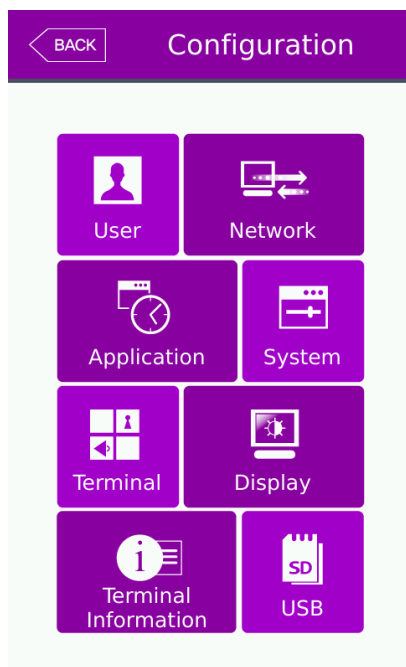 BACK
Configuration
User
Network
Application
System
Terminal
Display
i
Terminal
Information
SD
USB